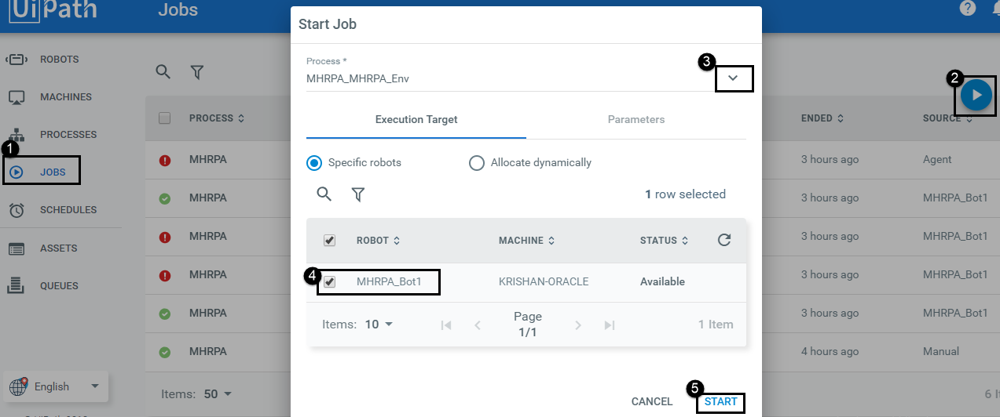 UiPath
Jobs
Start Job
ROBOTS
MACHINES
PROCESSES
1
JOBS
SCHEDULES
ASSETS
QUEUES
English
Process *
MHRPA_MHRPA_Env
3
2
Execution Target
Parameters
Specific robots
Allocate dynamically
1 row selected
ROBOT
MACHINE
STATUS
4
MHRPA_Bot1
KRISHAN-ORACLE
Available
Items: 10
Page
1/1
1 Item
CANCEL
5
START
PROCESS
ENDED
SOURCE
MHRPA
3 hours ago
Agent
MHRPA
3 hours ago
MHRPA_Bot1
MHRPA
3 hours ago
MHRPA_Bot1
MHRPA
3 hours ago
MHRPA_Bot1
MHRPA
3 hours ago
MHRPA_Bot1
MHRPA
4 hours ago
Manual
Items: 50